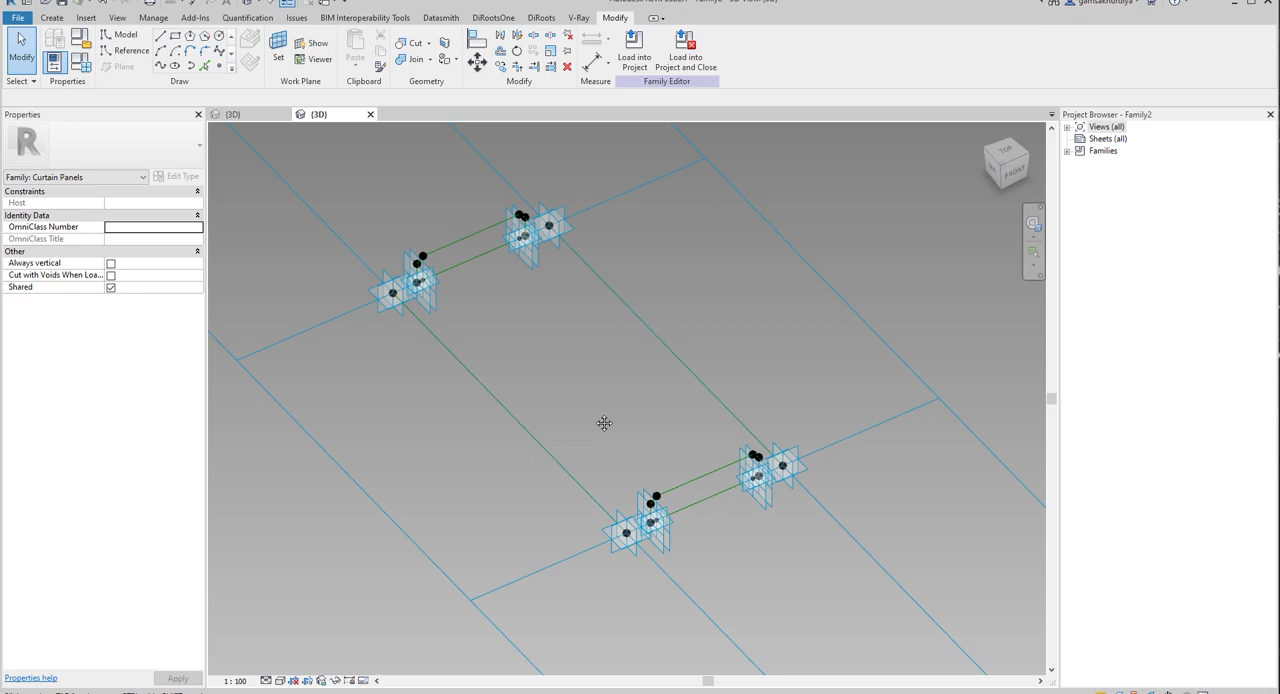 File Create Insert View Manage Add-Ins Quantification Issues BIM Interoperability Tools Datasmith DiRootsOne DiRoots V-Ray Modify
Modify
Model
Reference
Plane
Set
Show
Viewer
Paste
Cut
Join
Load into Project
Load into Project and Close
Select Properties Draw Work Plane Clipboard Geometry Modify Measure Family Editor
Properties
{3D}
{3D}
Project Browser - Family2
R
Family: Curtain Panels
Edit Type
Constraints
Host
Identity Data
OmniClass Number
OmniClass Title
Other
Always vertical
Cut with Voids When Loa...
Shared
Views (all)
Sheets (all)
Families
TOP
FRONT
Properties help
Apply
1 : 100